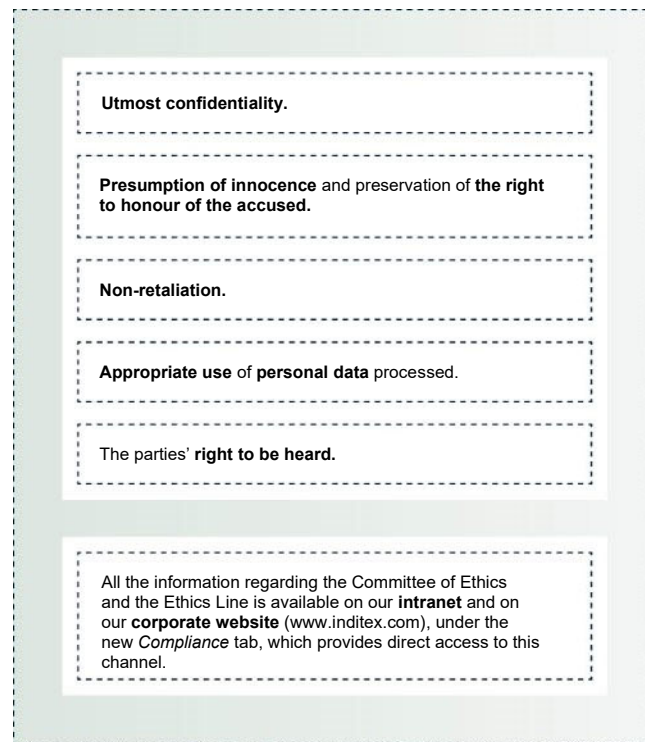 Utmost confidentiality.
Presumption of innocence and preservation of the right
to honour of the accused.
Non-retaliation.
Appropriate use of personal data processed.
The parties’ right to be heard.
All the information regarding the Committee of Ethics
and the Ethics Line is available on our intranet and on
our corporate website (www.inditex.com), under the
new Compliance tab, which provides direct access to this
channel.